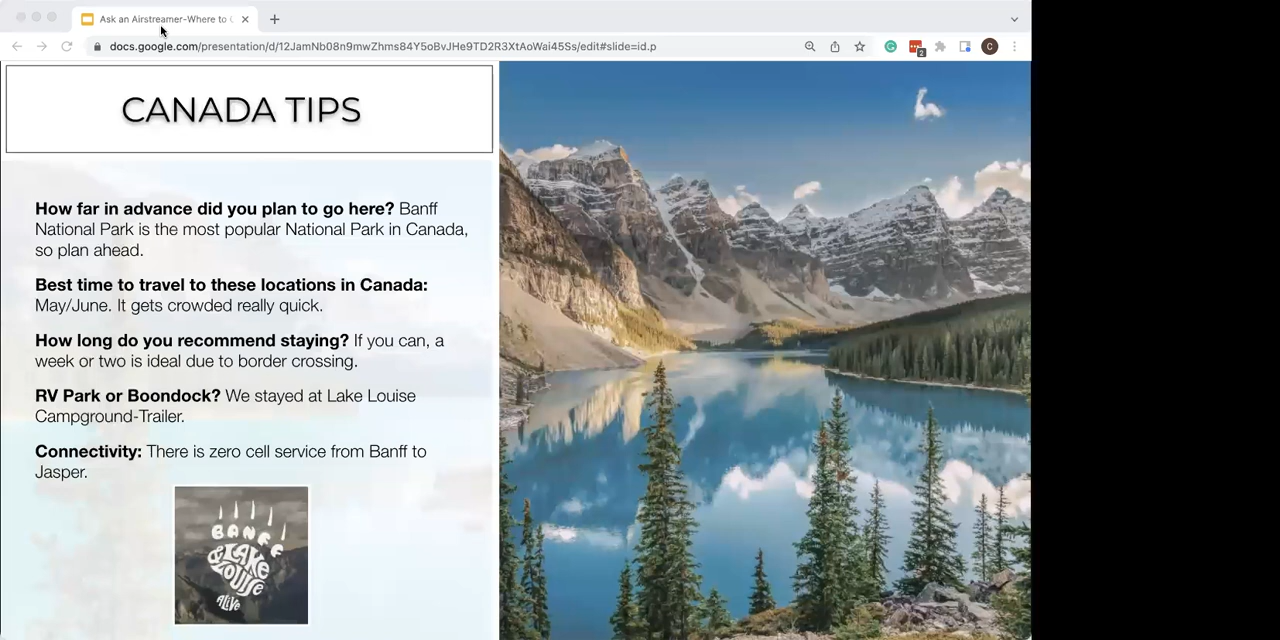 Ask an Airstreamer-Where to
docs.google.com/presentation/d/12JamNb08n9mwZhms84Y5oBvJHe9TD2R3XtAoWai45Ss/edit#slide=id.p
2
C
CANADA TIPS
How far in advance did you plan to go here? Banff
National Park is the most popular National Park in Canada,
so plan ahead.
Best time to travel to these locations in Canada:
May/June. It gets crowded really quick.
How long do you recommend staying? If you can, a
week or two is ideal due to border crossing.
RV Park or Boondock? We stayed at Lake Louise
Campground-Trailer.
Connectivity: There is zero cell service from Banff to
Jasper.
BANFF
& LAKE
LOUISE
ALIVE